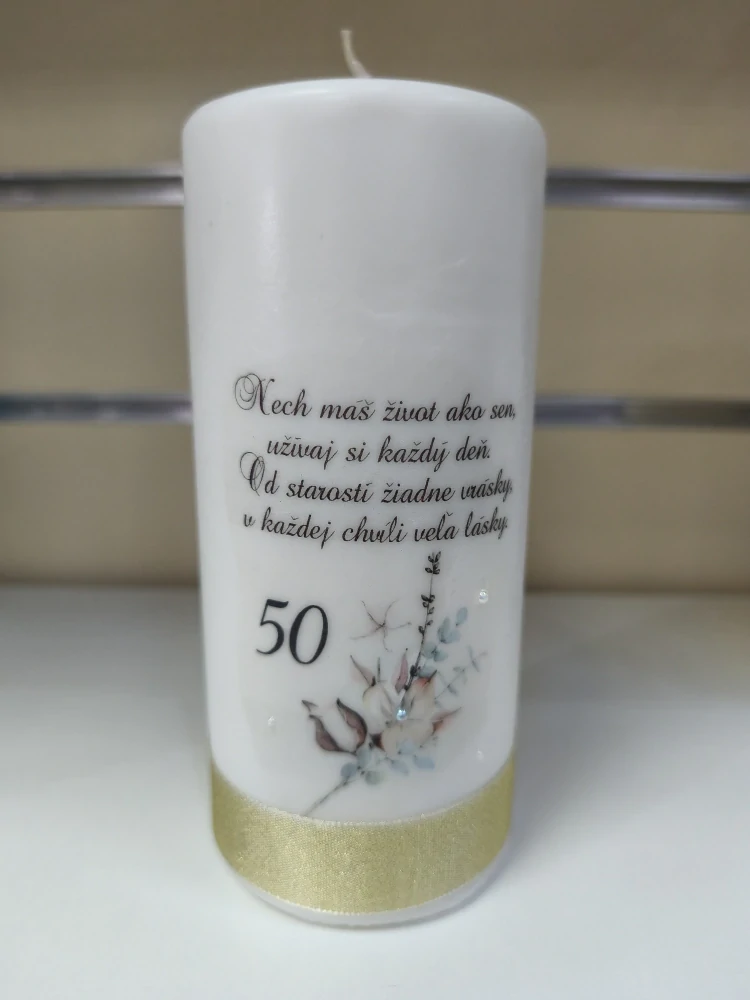 Nech máš život ako sen,
užívaj si každý deň.
Od starostí žiadne vrásky,
v každej chvíli veľa lásky.
50